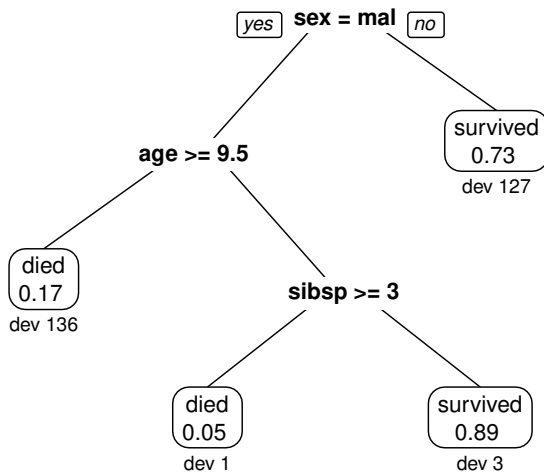 yes sex = mal no
survived
0.73
dev 127
age >= 9.5
died
0.17
dev 136
sibsp >= 3
died
0.05
dev 1
survived
0.89
dev 3